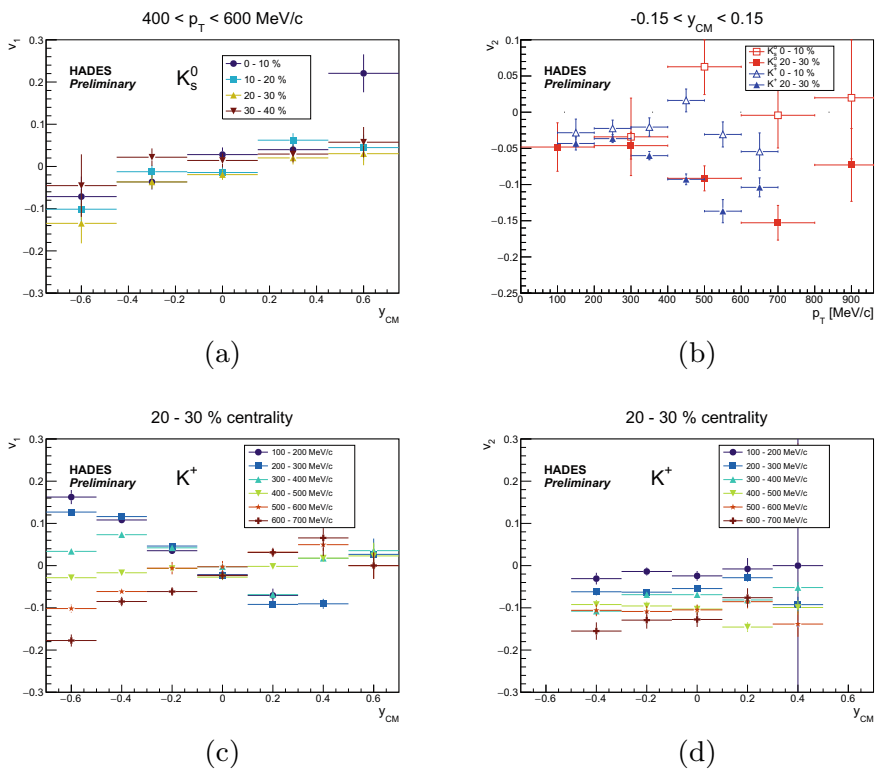 400 < p_T < 600 MeV/c
v_1
0.3
0.2
0.1
0
−0.1
−0.2
−0.3
HADES
Preliminary
K_s^0
0 - 10 %
10 - 20 %
20 - 30 %
30 - 40 %
−0.6 −0.4 −0.2 0 0.2 0.4 0.6
y_CM
(a)
-0.15 < y_CM < 0.15
v_2
0.1
0.05
0
−0.05
−0.1
−0.15
−0.2
−0.25
HADES
Preliminary
K_s^0 0 - 10 %
K_s^0 20 - 30 %
K^+ 0 - 10 %
K^+ 20 - 30 %
0 100 200 300 400 500 600 700 800 900
p_T [MeV/c]
(b)
20 - 30 % centrality
v_1
0.3
0.2
0.1
0
−0.1
−0.2
−0.3
HADES
Preliminary
K^+
100 - 200 MeV/c
200 - 300 MeV/c
300 - 400 MeV/c
400 - 500 MeV/c
500 - 600 MeV/c
600 - 700 MeV/c
−0.6 −0.4 −0.2 0 0.2 0.4 0.6
y_CM
(c)
20 - 30 % centrality
v_2
0.3
0.2
0.1
0
−0.1
−0.2
−0.3
HADES
Preliminary
K^+
100 - 200 MeV/c
200 - 300 MeV/c
300 - 400 MeV/c
400 - 500 MeV/c
500 - 600 MeV/c
600 - 700 MeV/c
−0.6 −0.4 −0.2 0 0.2 0.4 0.6
y_CM
(d)